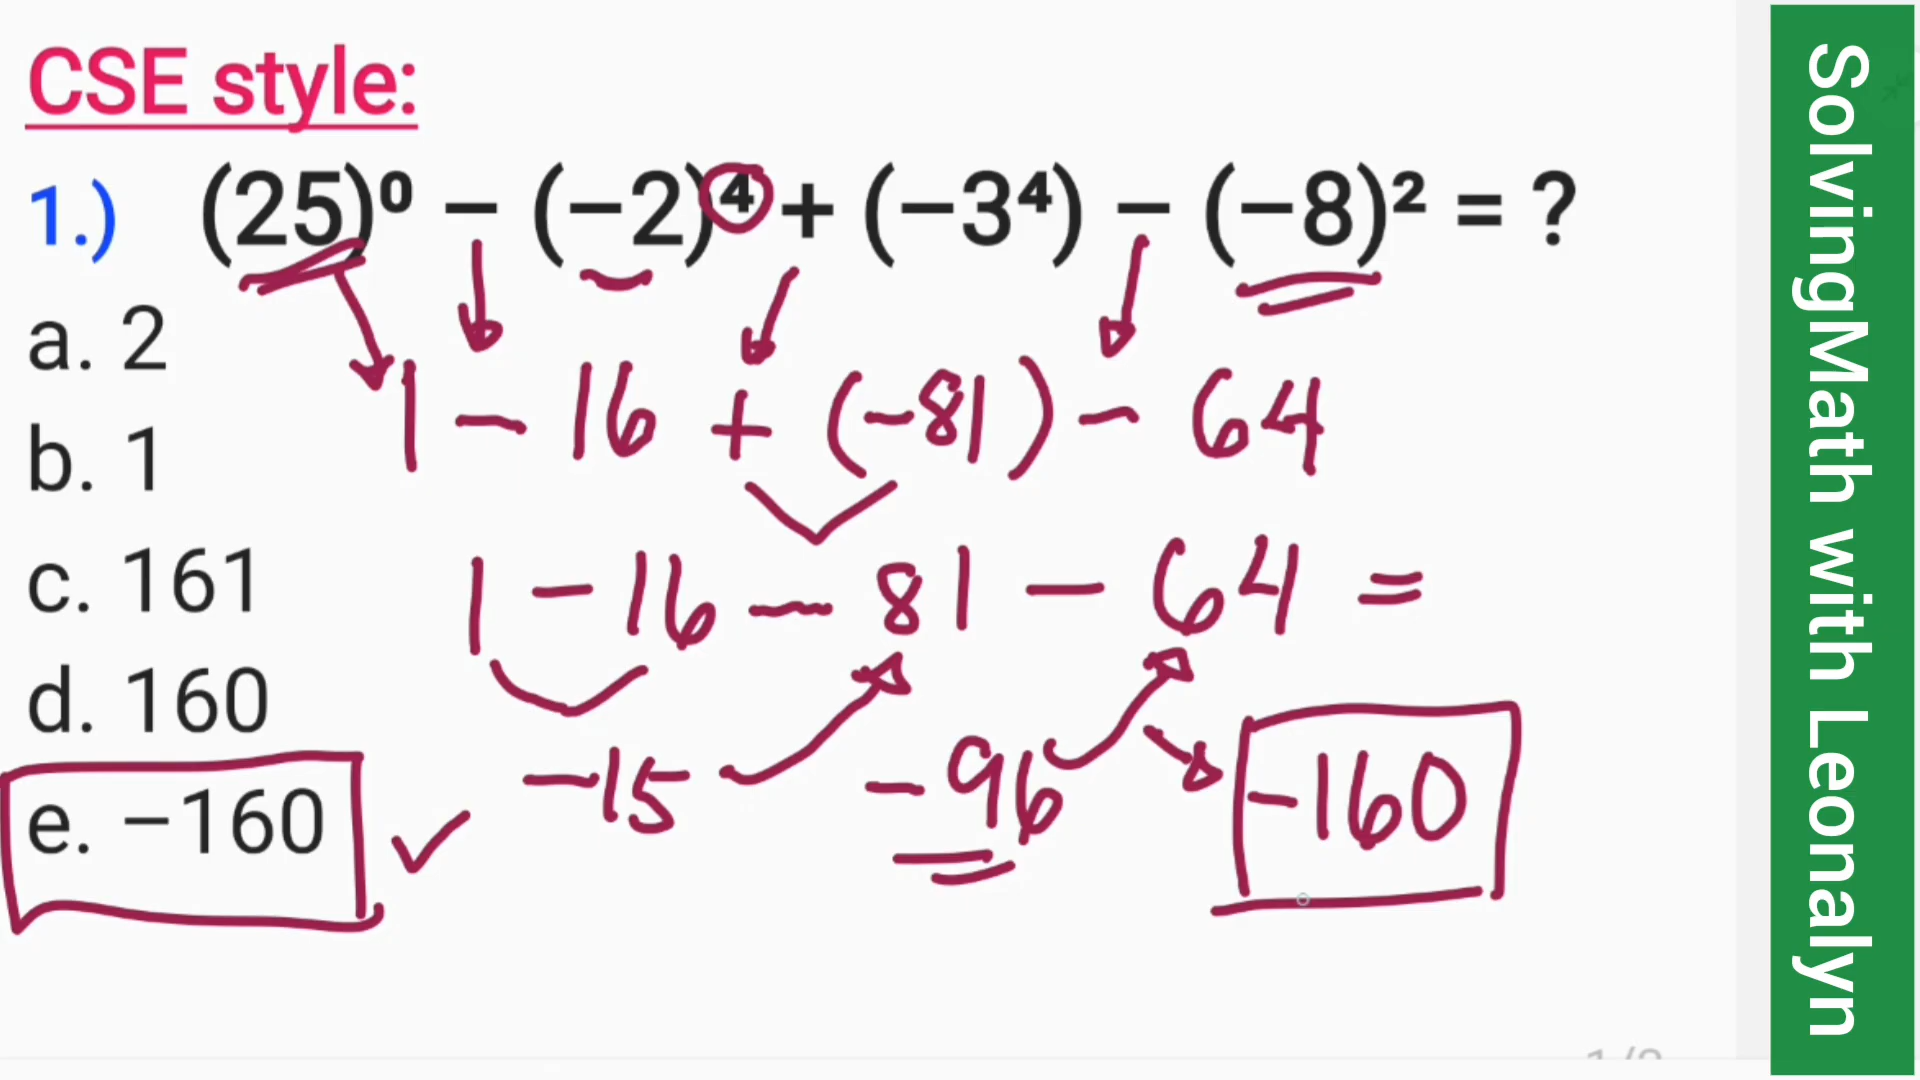 CSE style:
1.) (25)⁰ – (–2)⁴ + (–3⁴) – (–8)² = ?
a. 2
b. 1
c. 161
d. 160
e. –160
1 – 16 + (–81) – 64
1 – 16 – 81 – 64 =
–15 – 96 –160
SolvingMath with Leonalyn